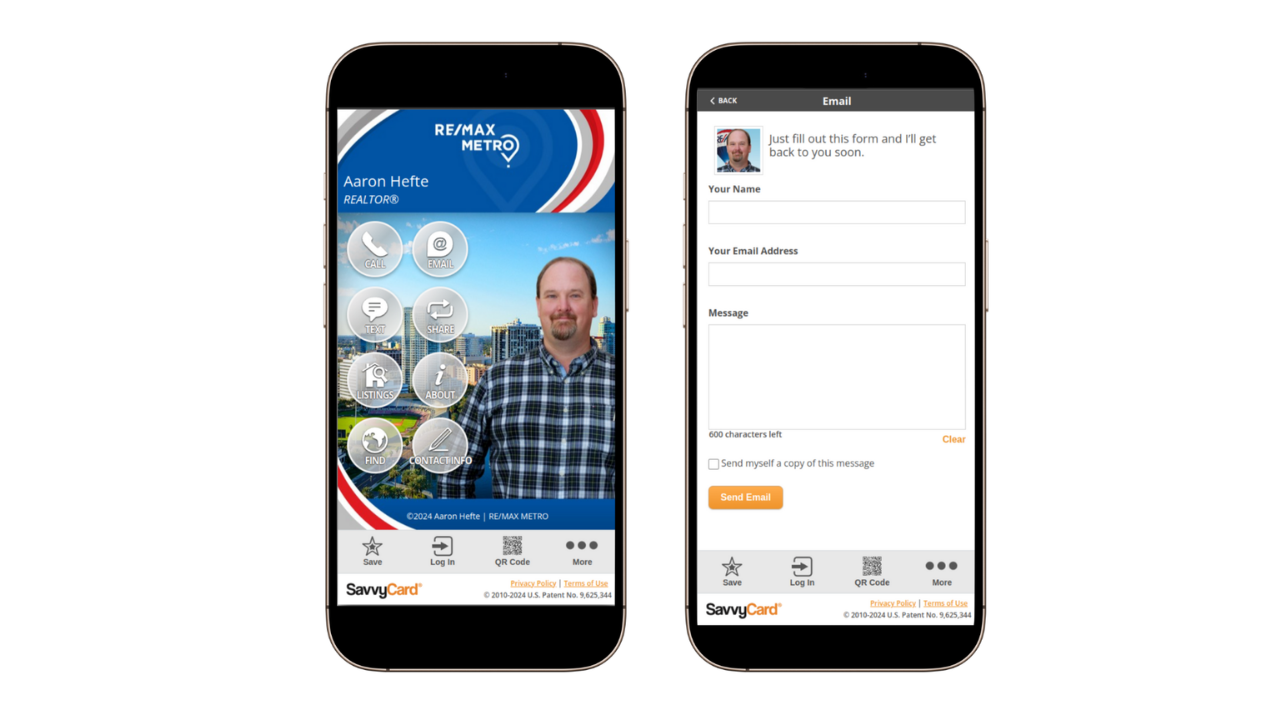 RE/MAX
METRO
Aaron Hefte
REALTOR®
CALL
EMAIL
TEXT
SHARE
LISTINGS
ABOUT
FIND
CONTACT INFO
©2024 Aaron Hefte | RE/MAX METRO
Save
Log In
QR Code
More
SavvyCard®
Privacy Policy | Terms of Use
© 2010-2024 U.S. Patent No. 9,625,344
BACK
Email
Just fill out this form and I'll get
back to you soon.
Your Name
Your Email Address
Message
600 characters left
Clear
Send myself a copy of this message
Send Email
Save
Log In
QR Code
More
SavvyCard®
Privacy Policy | Terms of Use
© 2010-2024 U.S. Patent No. 9,625,344